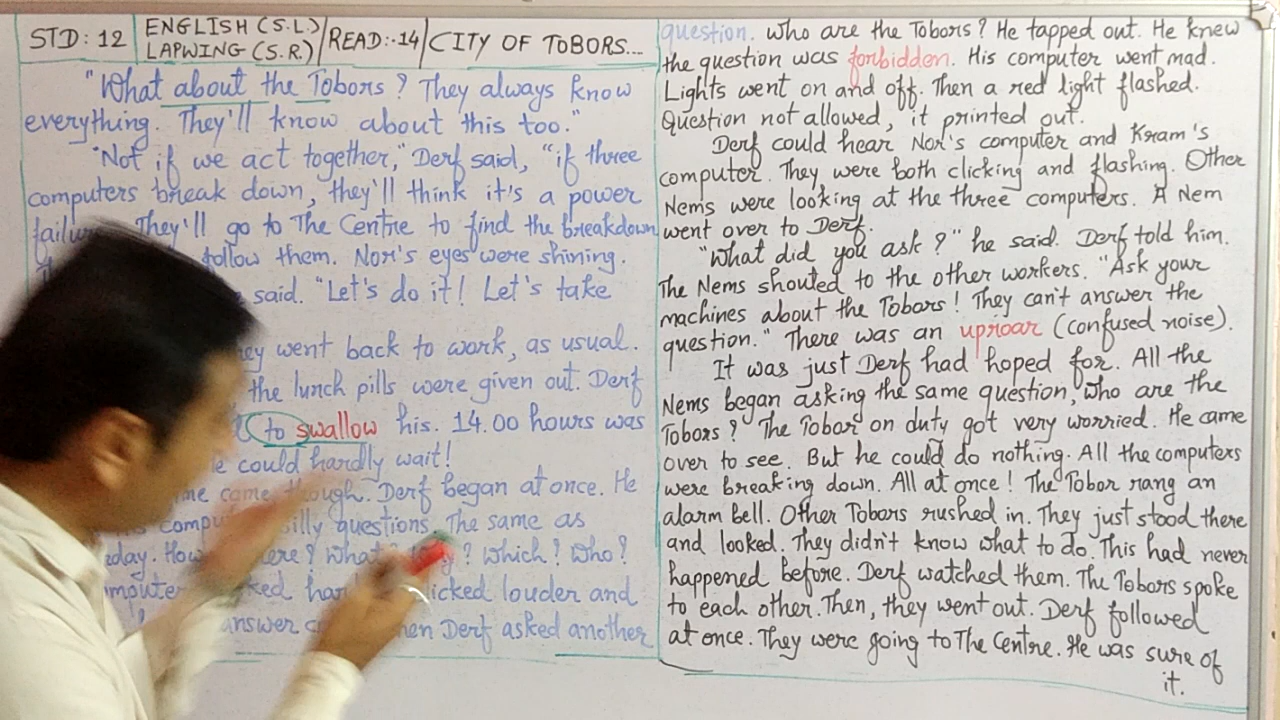 STD: 12
ENGLISH (S.L.)
LAPWING (S.R.)
READ:-14
CITY OF TOBORS...
"What about the Tobors? They always know
everything. They'll know about this too."
"Not if we act together," Derf said, "if three
computers break down, they'll think it's a power
They'll go to The Centre to find the breakdown
follow them. Nor's eyes were shining.
said. "Let's do it! Let's take
went back to work, as usual.
the lunch pills were given out. Derf
to swallow his. 14.00 hours was
could hardly wait!
came though. Derf began at once. He
silly questions. The same as
What? Which? Who?
louder and
answer Derf asked another
question. Who are the Tobors? He tapped out. He knew
the question was forbidden. His computer went mad.
Lights went on and off. Then a red light flashed.
Question not allowed, it printed out.
Derf could hear Nor's computer and Kram's
computer. They were both clicking and flashing. Other
Nems were looking at the three computers. A Nem
went over to Derf.
"What did you ask?" he said. Derf told him.
The Nems shouted to the other workers. "Ask your
machines about the Tobors! They can't answer the
question." There was an uproar (confused noise).
It was just Derf had hoped for. All the
Nems began asking the same question, Who are the
Tobors? The Tobor on duty got very worried. He came
over to see. But he could do nothing. All the computers
were breaking down. All at once! The Tobor rang an
alarm bell. Other Tobors rushed in. They just stood there
and looked. They didn't know what to do. This had never
happened before. Derf watched them. The Tobors spoke
to each other. Then, they went out. Derf followed
at once. They were going to The Centre. He was sure of
it.